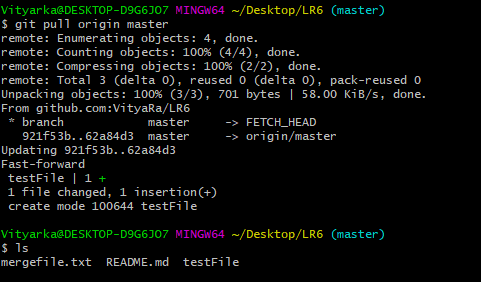 Vityarka@DESKTOP-D9G6JO7 MINGW64 ~/Desktop/LR6 (master)
$ git pull origin master
remote: Enumerating objects: 4, done.
remote: Counting objects: 100% (4/4), done.
remote: Compressing objects: 100% (2/2), done.
remote: Total 3 (delta 0), reused 0 (delta 0), pack-reused 0
Unpacking objects: 100% (3/3), 701 bytes | 58.00 KiB/s, done.
From github.com:VityaRa/LR6
 * branch            master     -> FETCH_HEAD
   921f53b..62a84d3  master     -> origin/master
Updating 921f53b..62a84d3
Fast-forward
 testFile | 1 +
 1 file changed, 1 insertion(+)
 create mode 100644 testFile
Vityarka@DESKTOP-D9G6JO7 MINGW64 ~/Desktop/LR6 (master)
$ ls
mergefile.txt  README.md  testFile